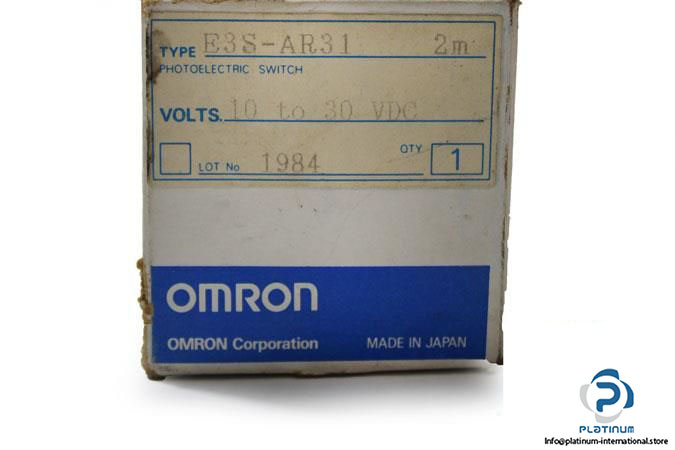 TYPE E3S-AR31 2m
PHOTOELECTRIC SWITCH
VOLTS. 10 to 30 VDC
LOT No 1984 QTY 1
OMRON
OMRON Corporation MADE IN JAPAN
PLATINUM
Info@platinum-international.store